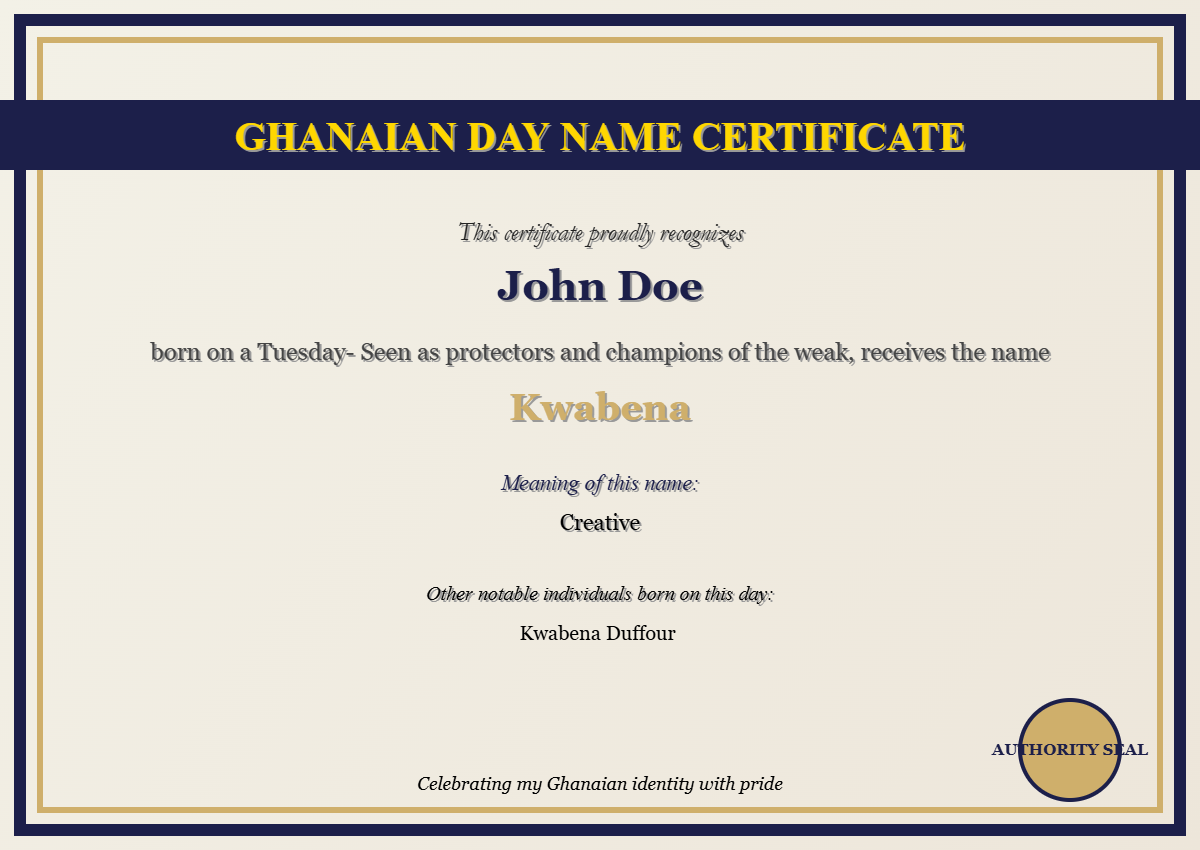 GHANAIAN DAY NAME CERTIFICATE
This certificate proudly recognizes
John Doe
born on a Tuesday- Seen as protectors and champions of the weak, receives the name
Kwabena
Meaning of this name:
Creative
Other notable individuals born on this day:
Kwabena Duffour
AUTHORITY SEAL
Celebrating my Ghanaian identity with pride